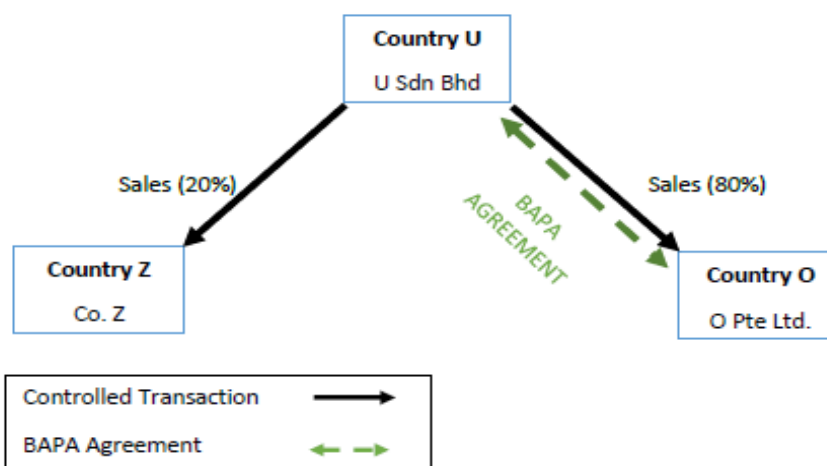 Country U
U Sdn Bhd
Sales (20%)
Sales (80%)
BAPA
AGREEMENT
Country Z
Co. Z
Country O
O Pte Ltd.
Controlled Transaction
BAPA Agreement